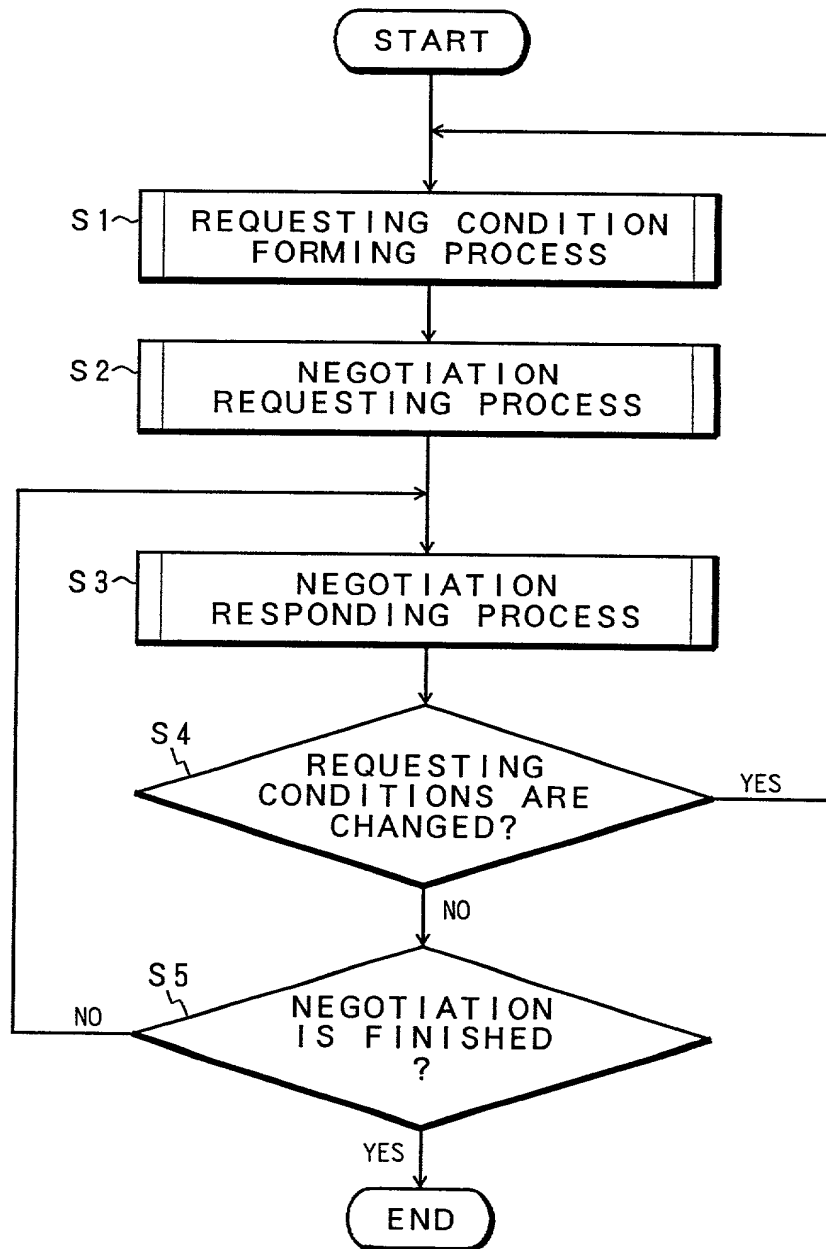 START
S1
REQUESTING CONDITION
FORMING PROCESS
S2
NEGOTIATION
REQUESTING PROCESS
S3
NEGOTIATION
RESPONDING PROCESS
S4
REQUESTING
CONDITIONS ARE
CHANGED?
YES
NO
S5
NEGOTIATION
IS FINISHED
?
NO
YES
END